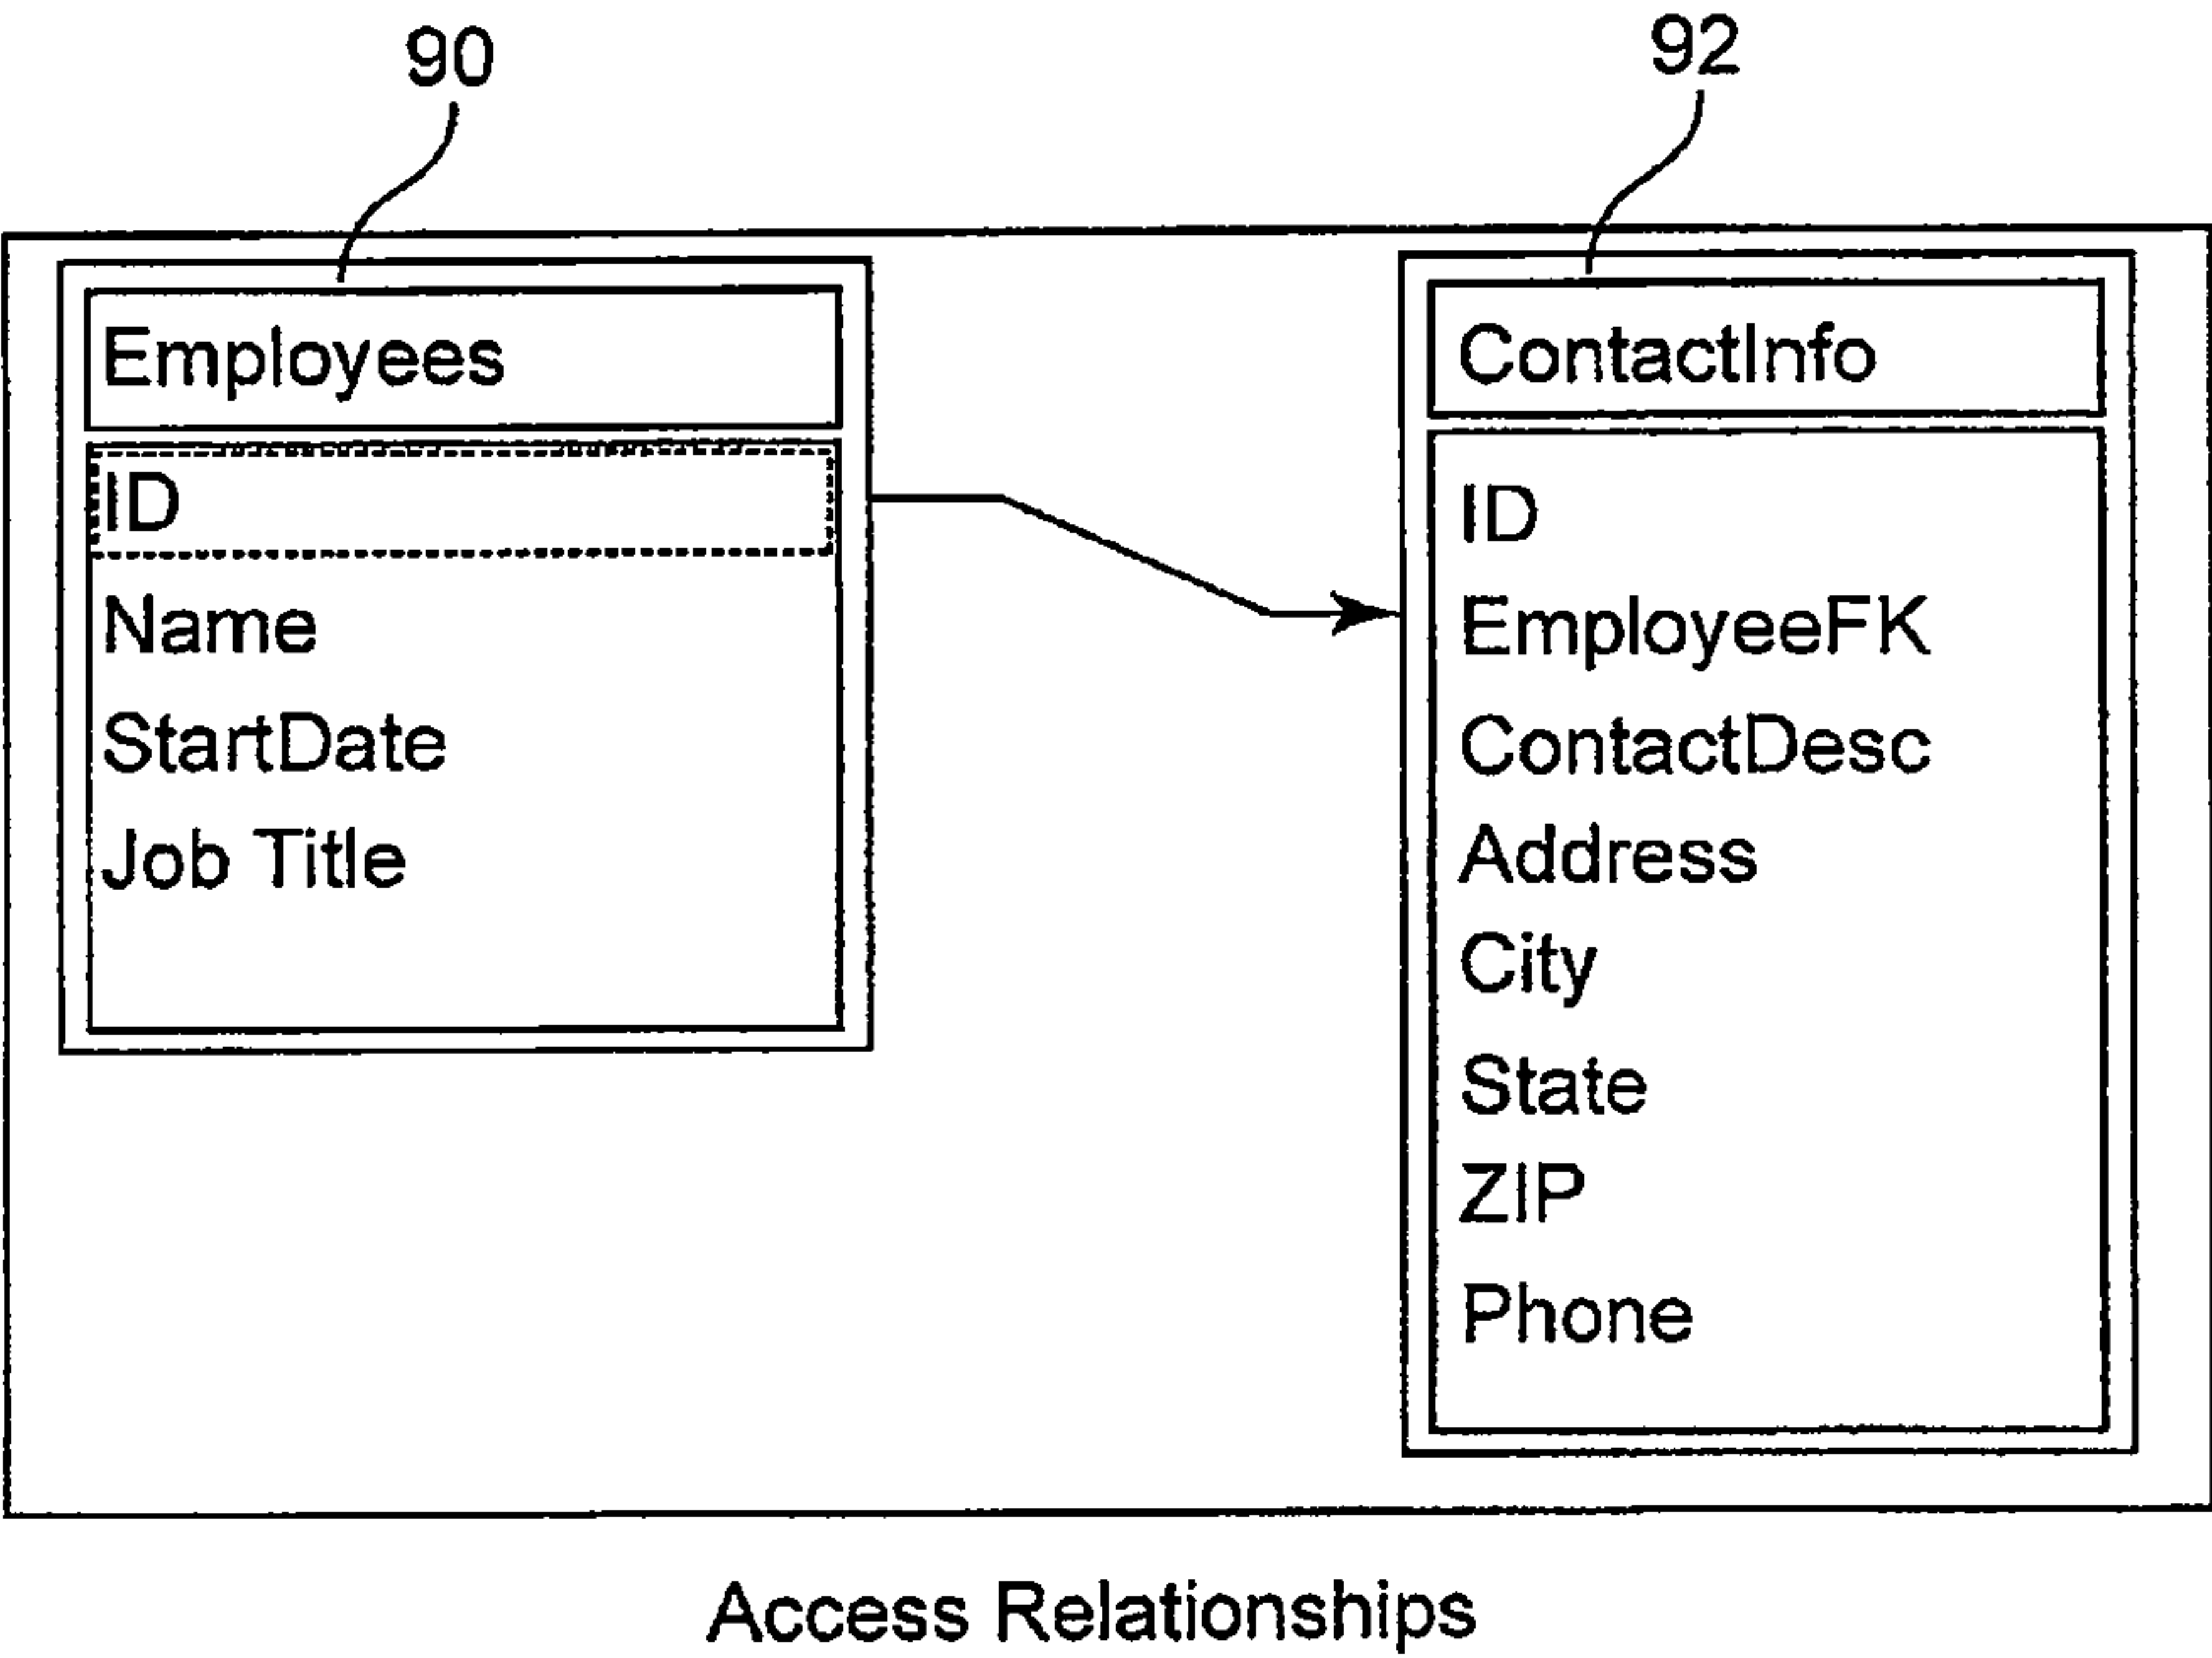 90
92
Employees
ID
Name
StartDate
Job Title
ContactInfo
ID
EmployeeFK
ContactDesc
Address
City
State
ZIP
Phone
Access Relationships